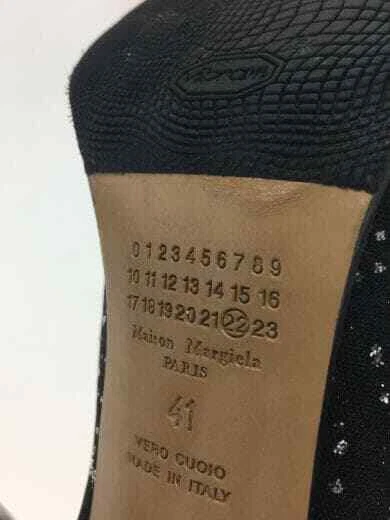 vibram
0 1 2 3 4 5 6 7 8 9
10 11 12 13 14 15 16
17 18 19 20 21 22 23
Maison Margiela
PARIS
41
VERO CUOIO
MADE IN ITALY